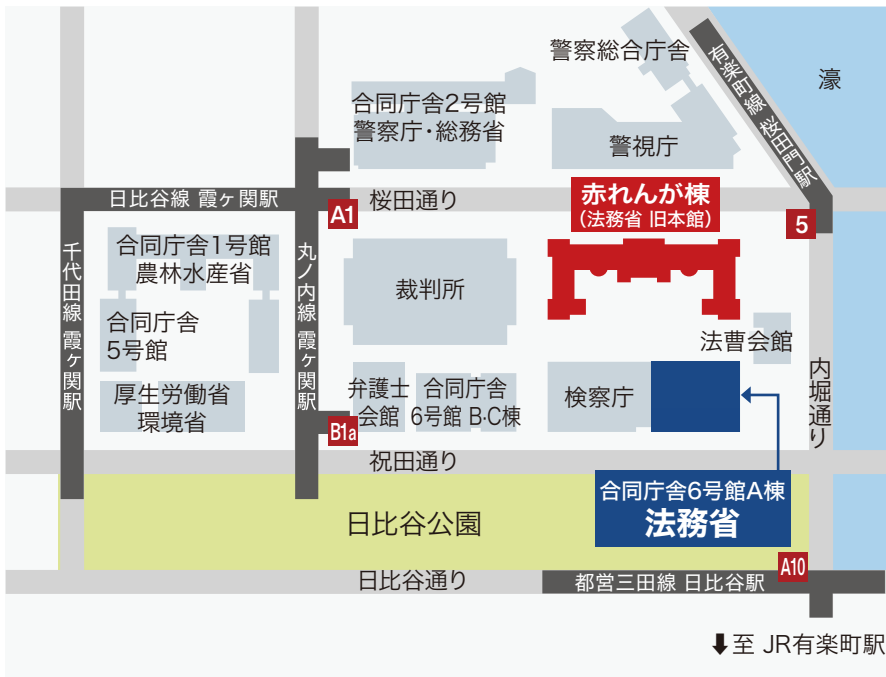 警察総合庁舎
濠
有楽町線 桜田門駅
合同庁舎2号館
警察庁・総務省
警視庁
日比谷線 霞ヶ関駅
A1
桜田通り
赤れんが棟
(法務省 旧本館)
5
千代田線 霞ヶ関駅
合同庁舎1号館
農林水産省
丸ノ内線 霞ヶ関駅
裁判所
合同庁舎
5号館
法曹会館
内堀通り
厚生労働省
環境省
弁護士
会館
合同庁舎
6号館 B・C棟
検察庁
B1a
祝田通り
合同庁舎6号館A棟
法務省
日比谷公園
A10
日比谷通り
都営三田線 日比谷駅
⬇至 JR有楽町駅